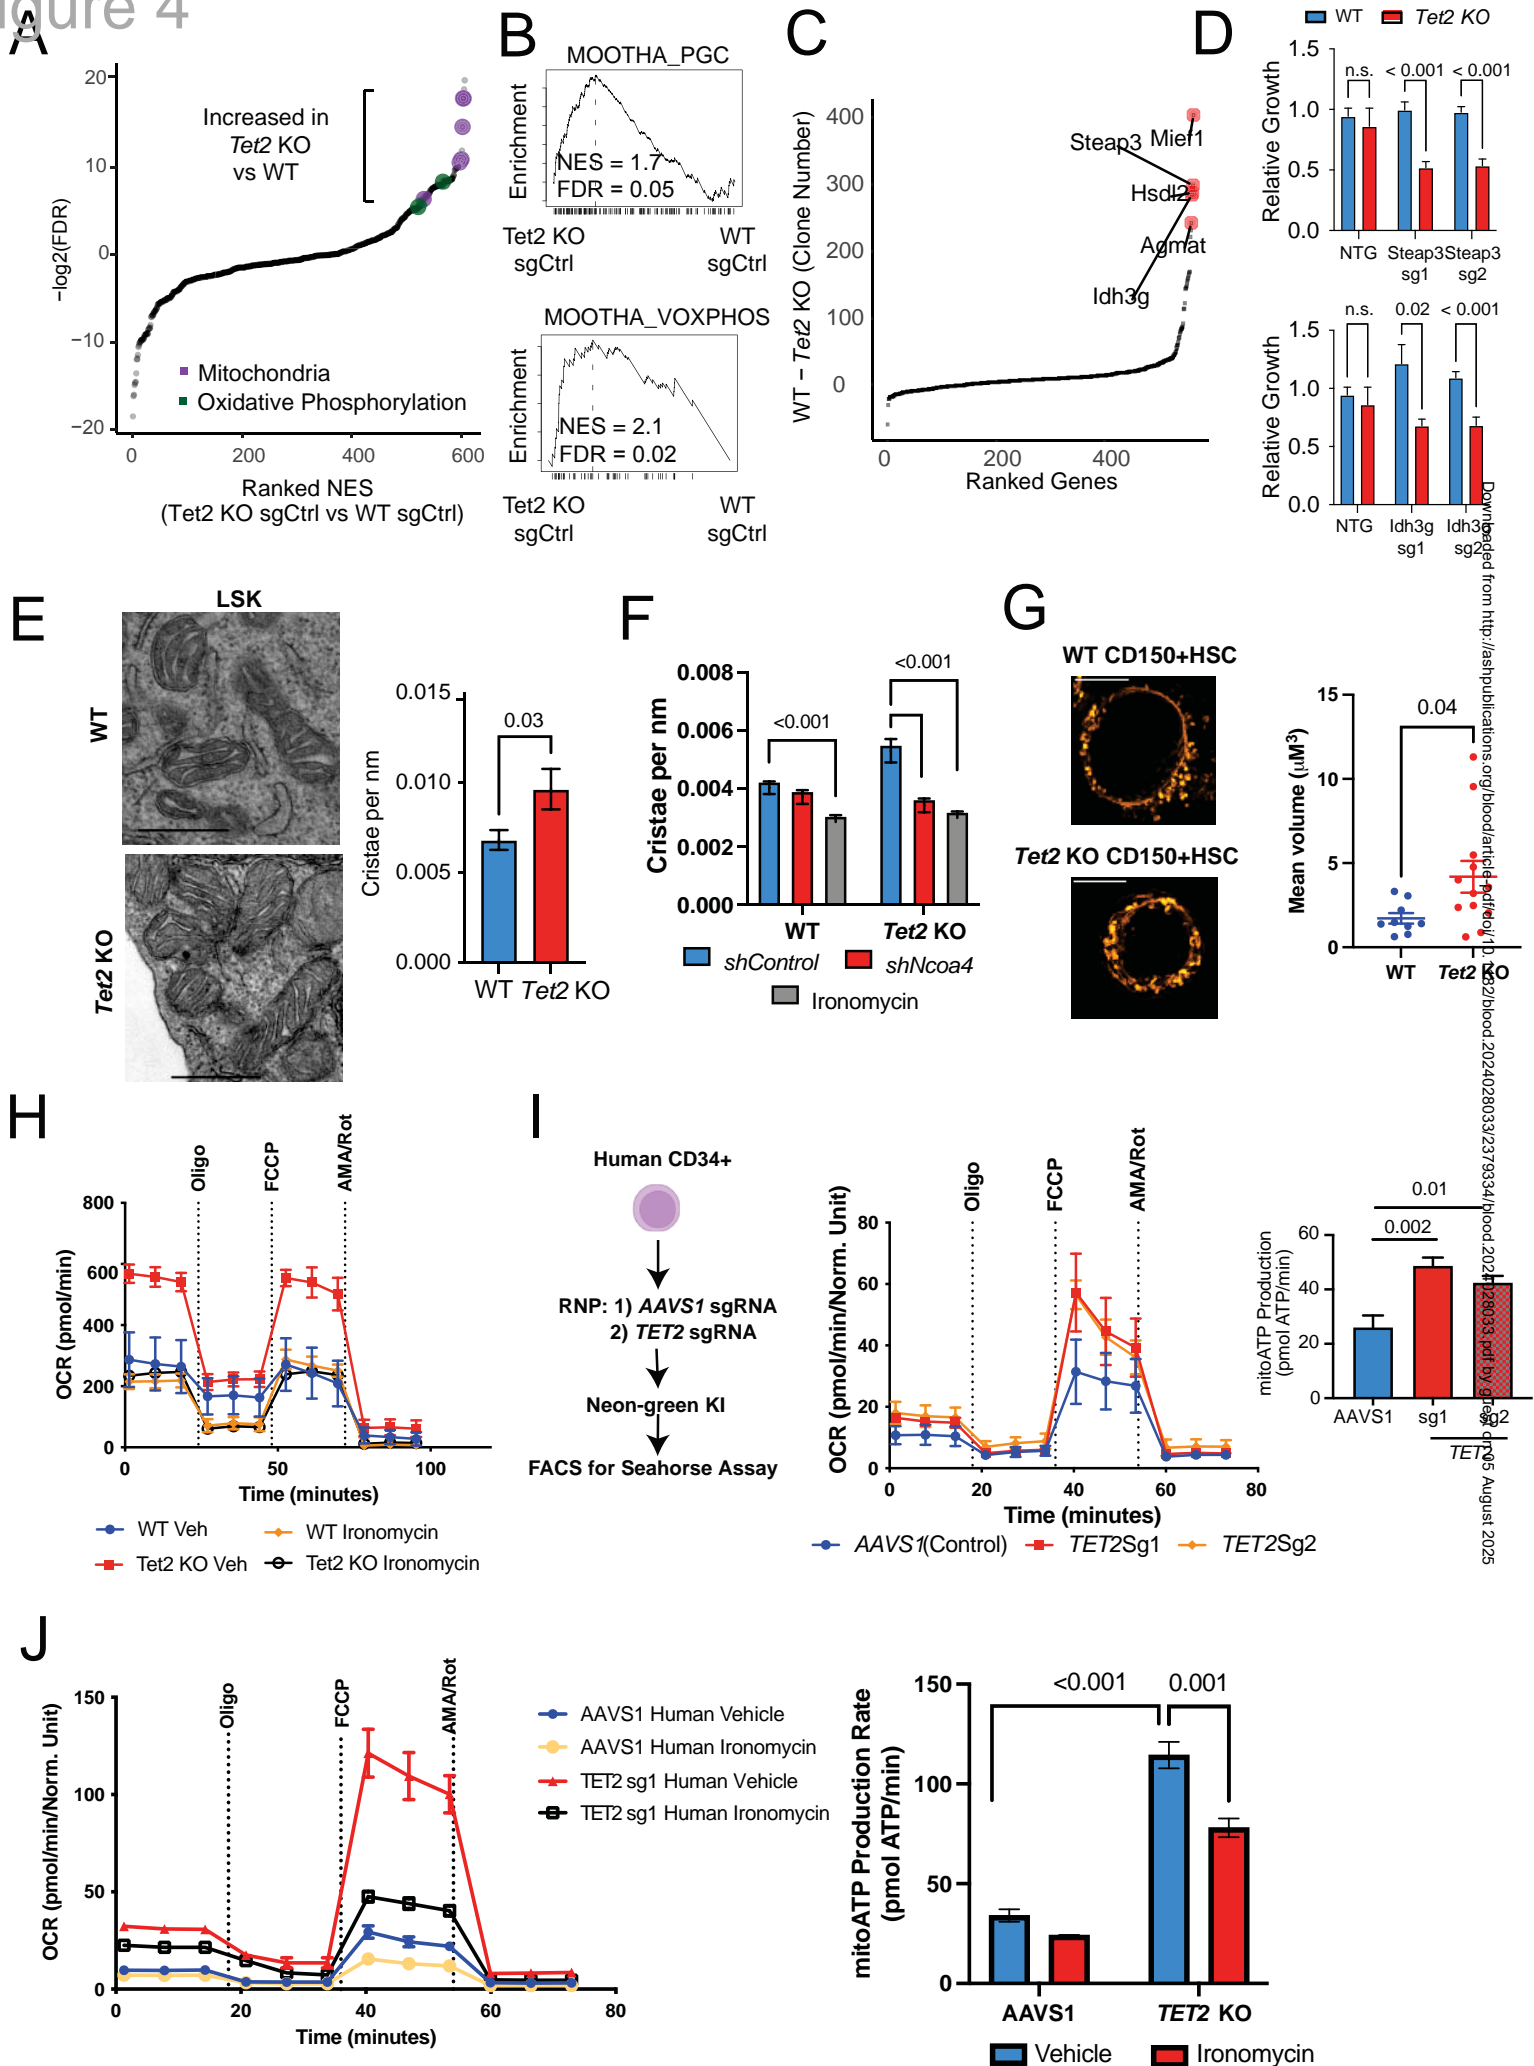 Figure 4
A
20
10
0
−10
−20
−log2(FDR)
Increased in
Tet2 KO
vs WT
Mitochondria
Oxidative Phosphorylation
0
200
400
600
Ranked NES
(Tet2 KO sgCtrl vs WT sgCtrl)
B
MOOTHA_PGC
Enrichment
NES = 1.7
FDR = 0.05
Tet2 KO
sgCtrl
WT
sgCtrl
MOOTHA_VOXPHOS
Enrichment
NES = 2.1
FDR = 0.02
Tet2 KO
sgCtrl
WT
sgCtrl
C
WT − Tet2 KO (Clone Number)
400
300
200
100
0
Steap3
Mief1
Hsdl2
Agmat
Idh3g
0
200
400
Ranked Genes
D
WT
Tet2 KO
Relative Growth
1.5
1.0
0.5
0.0
n.s.
< 0.001
< 0.001
NTG
Steap3
sg1
Steap3
sg2
Relative Growth
1.5
1.0
0.5
0.0
n.s.
0.02
< 0.001
NTG
Idh3g
sg1
Idh3g
sg2
E
LSK
WT
Tet2 KO
Cristae per nm
0.015
0.010
0.005
0.000
0.03
WT
Tet2 KO
F
Cristae per nm
0.008
0.006
0.004
0.002
0.000
<0.001
<0.001
WT
Tet2 KO
shControl
shNcoa4
Ironomycin
G
WT CD150+HSC
Tet2 KO CD150+HSC
Mean volume (µM³)
15
10
5
0
0.04
WT
Tet2 KO
H
OCR (pmol/min)
800
600
400
200
0
Oligo
FCCP
AMA/Rot
0
50
100
Time (minutes)
WT Veh
WT Ironomycin
Tet2 KO Veh
Tet2 KO Ironomycin
I
Human CD34+
RNP: 1) AAVS1 sgRNA
2) TET2 sgRNA
Neon-green KI
FACS for Seahorse Assay
OCR (pmol/min/Norm. Unit)
80
60
40
20
0
Oligo
FCCP
AMA/Rot
0
20
40
60
80
Time (minutes)
AAVS1(Control)
TET2Sg1
TET2Sg2
mitoATP Production
(pmol ATP/min)
60
40
20
0
0.01
0.002
AAVS1
sg1
sg2
TET2
J
OCR (pmol/min/Norm. Unit)
150
100
50
0
Oligo
FCCP
AMA/Rot
0
20
40
60
80
Time (minutes)
AAVS1 Human Vehicle
AAVS1 Human Ironomycin
TET2 sg1 Human Vehicle
TET2 sg1 Human Ironomycin
mitoATP Production Rate
(pmol ATP/min)
150
100
50
0
<0.001
0.001
AAVS1
TET2 KO
Vehicle
Ironomycin
Downloaded from http://ashpublications.org/blood/article-pdf/doi/10.1182/blood.2024028033/2379334/blood.2024028033.pdf by guest on 05 August 2025